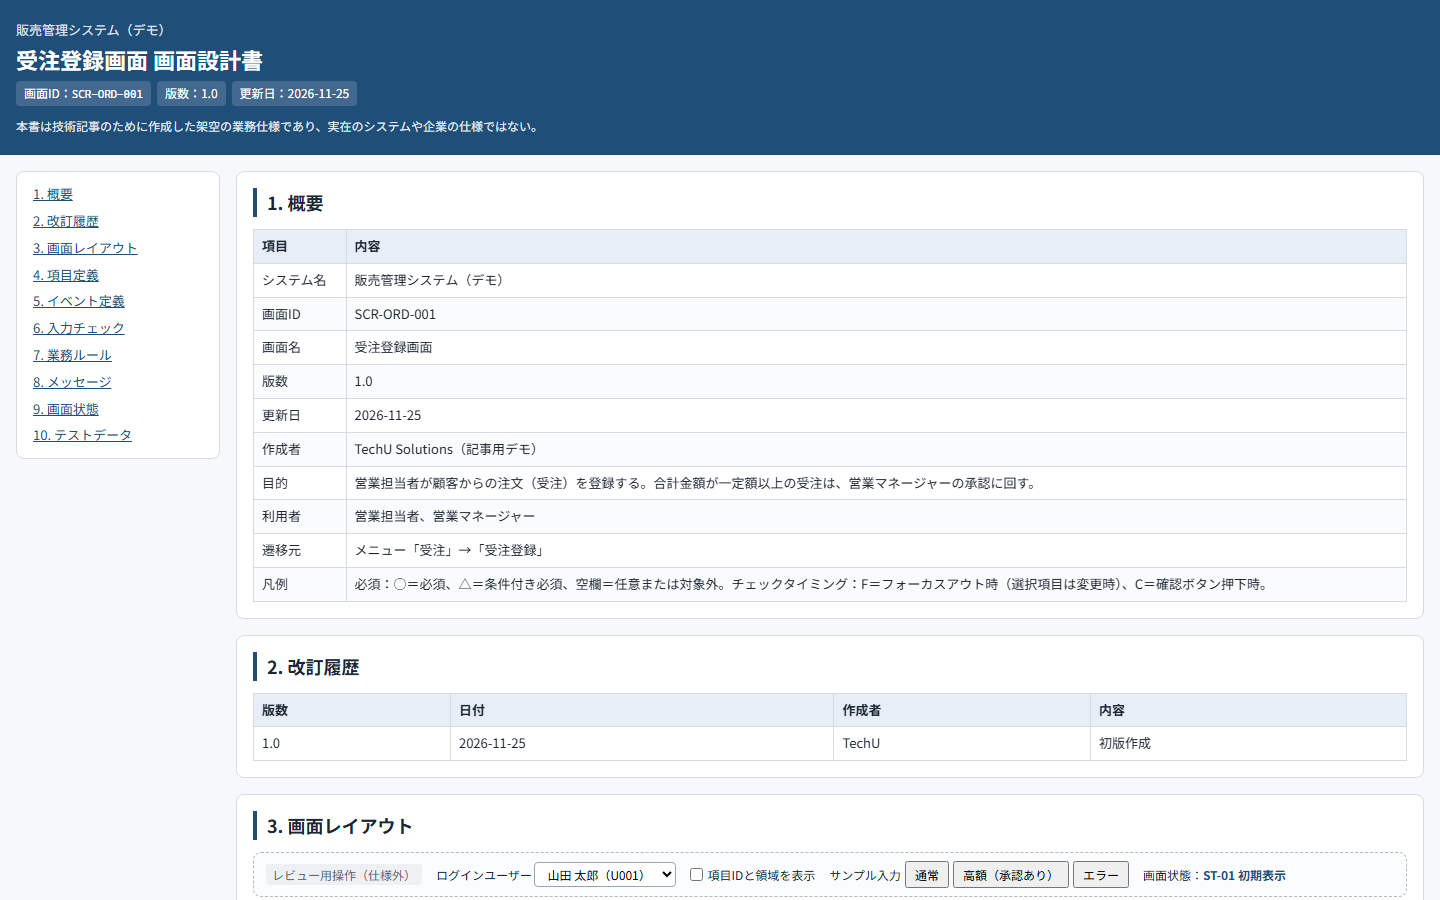 販売管理システム（デモ）
受注登録画面 画面設計書
画面ID：SCR-ORD-001 版数：1.0 更新日：2026-11-25
本書は技術記事のために作成した架空の業務仕様であり、実在のシステムや企業の仕様ではない。
1. 概要
2. 改訂履歴
3. 画面レイアウト
4. 項目定義
5. イベント定義
6. 入力チェック
7. 業務ルール
8. メッセージ
9. 画面状態
10. テストデータ
1. 概要
項目 内容
システム名 販売管理システム（デモ）
画面ID SCR-ORD-001
画面名 受注登録画面
版数 1.0
更新日 2026-11-25
作成者 TechU Solutions（記事用デモ）
目的 営業担当者が顧客からの注文（受注）を登録する。合計金額が一定額以上の受注は、営業マネージャーの承認に回す。
利用者 営業担当者、営業マネージャー
遷移元 メニュー「受注」→「受注登録」
凡例 必須：○＝必須、△＝条件付き必須、空欄＝任意または対象外。チェックタイミング：F＝フォーカスアウト時（選択項目は変更時）、C＝確認ボタン押下時。
2. 改訂履歴
版数 日付 作成者 内容
1.0 2026-11-25 TechU 初版作成
3. 画面レイアウト
レビュー用操作（仕様外） ログインユーザー 山田 太郎（U001） 項目IDと領域を表示 サンプル入力 通常 高額（承認あり） エラー 画面状態：ST-01 初期表示